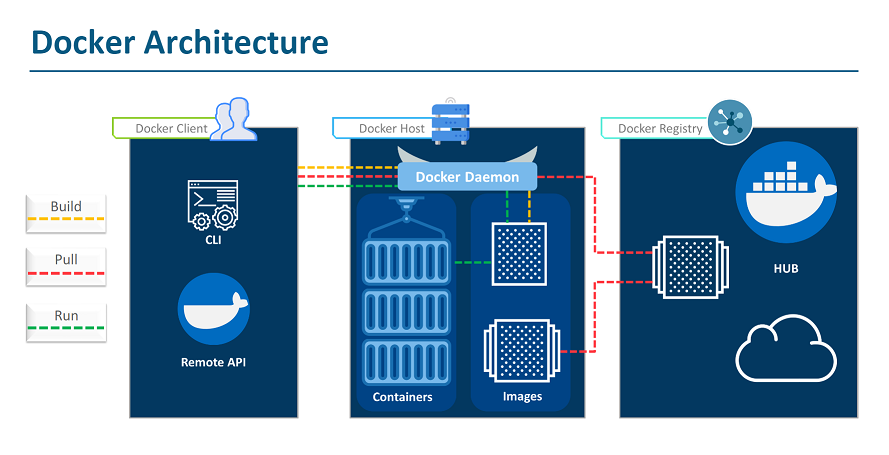 Docker Architecture
Docker Client
Docker Host
Docker Registry
Build
Pull
Run
CLI
Remote API
Docker Daemon
Containers
Images
HUB